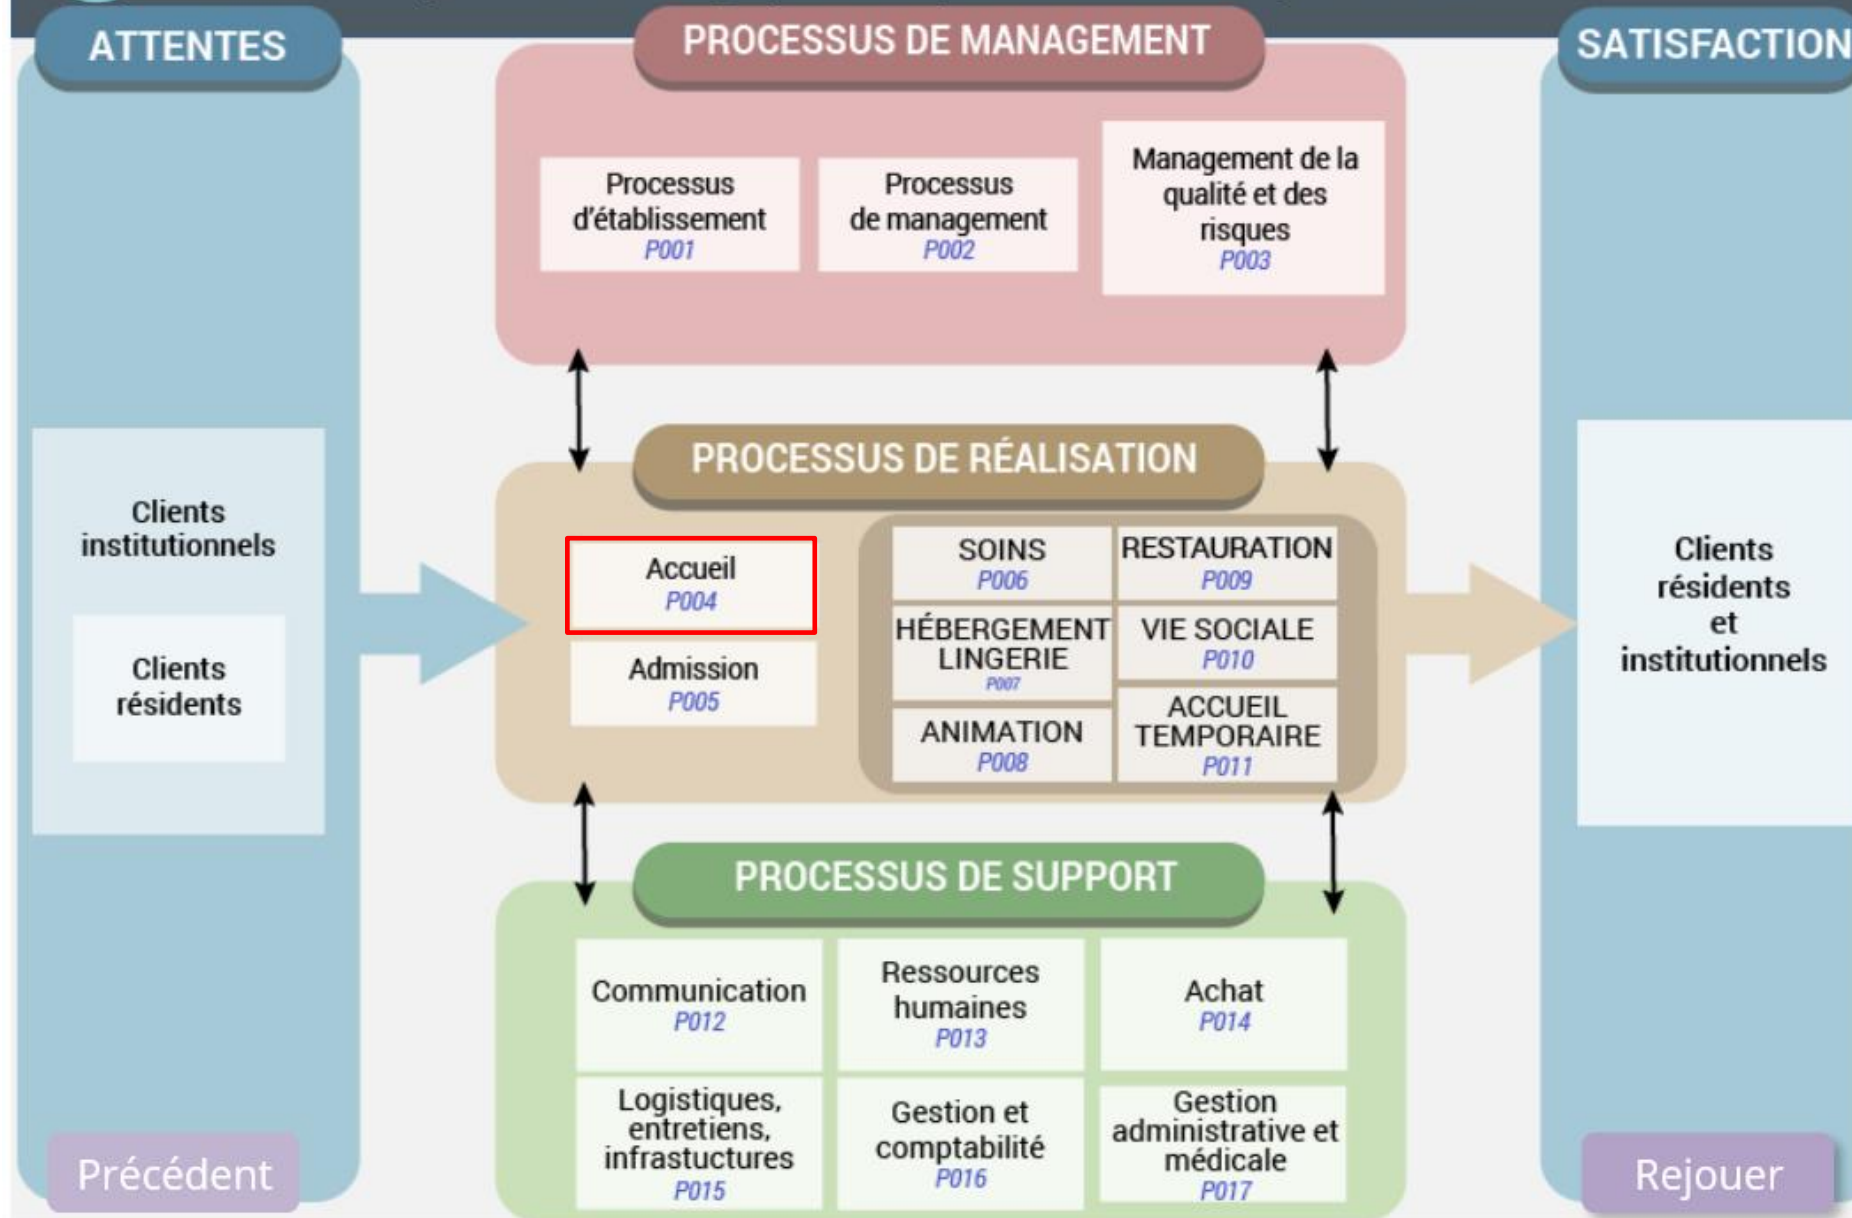 ATTENTES
PROCESSUS DE MANAGEMENT
SATISFACTION
Processus
d'établissement
P001
Processus
de management
P002
Management de la
qualité et des
risques
P003
PROCESSUS DE RÉALISATION
Clients
institutionnels
Clients
résidents
Accueil
P004
Admission
P005
SOINS
P006
RESTAURATION
P009
HÉBERGEMENT
LINGERIE
P007
VIE SOCIALE
P010
ANIMATION
P008
ACCUEIL
TEMPORAIRE
P011
Clients
résidents
et
institutionnels
PROCESSUS DE SUPPORT
Communication
P012
Ressources
humaines
P013
Achat
P014
Logistiques,
entretiens,
infrastuctures
P015
Gestion et
comptabilité
P016
Gestion
administrative et
médicale
P017
Précédent
Rejouer